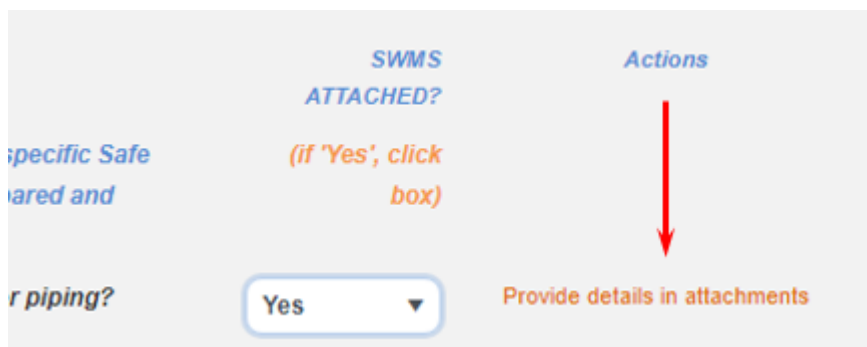 SWMS Actions
ATTACHED?
specific Safe (if 'Yes', click
pared and box)
r piping? Yes Provide details in attachments